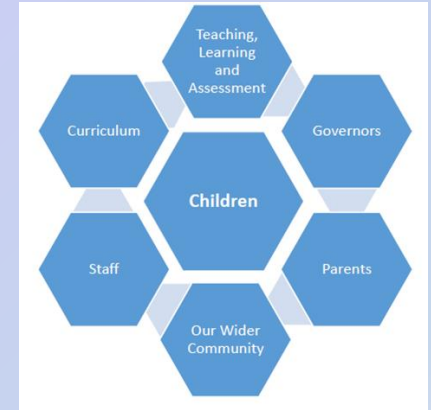 Teaching,
Learning
and
Assessment
Curriculum
Governors
Children
Staff
Parents
Our Wider
Community